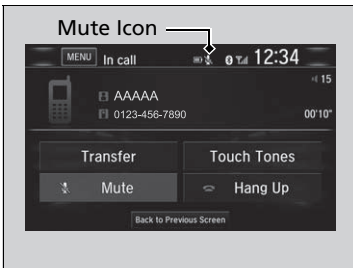 Mute Icon
MENU In call 12:34
15
AAAAA
0123-456-7890 00'10"
Transfer Touch Tones
Mute Hang Up
Back to Previous Screen